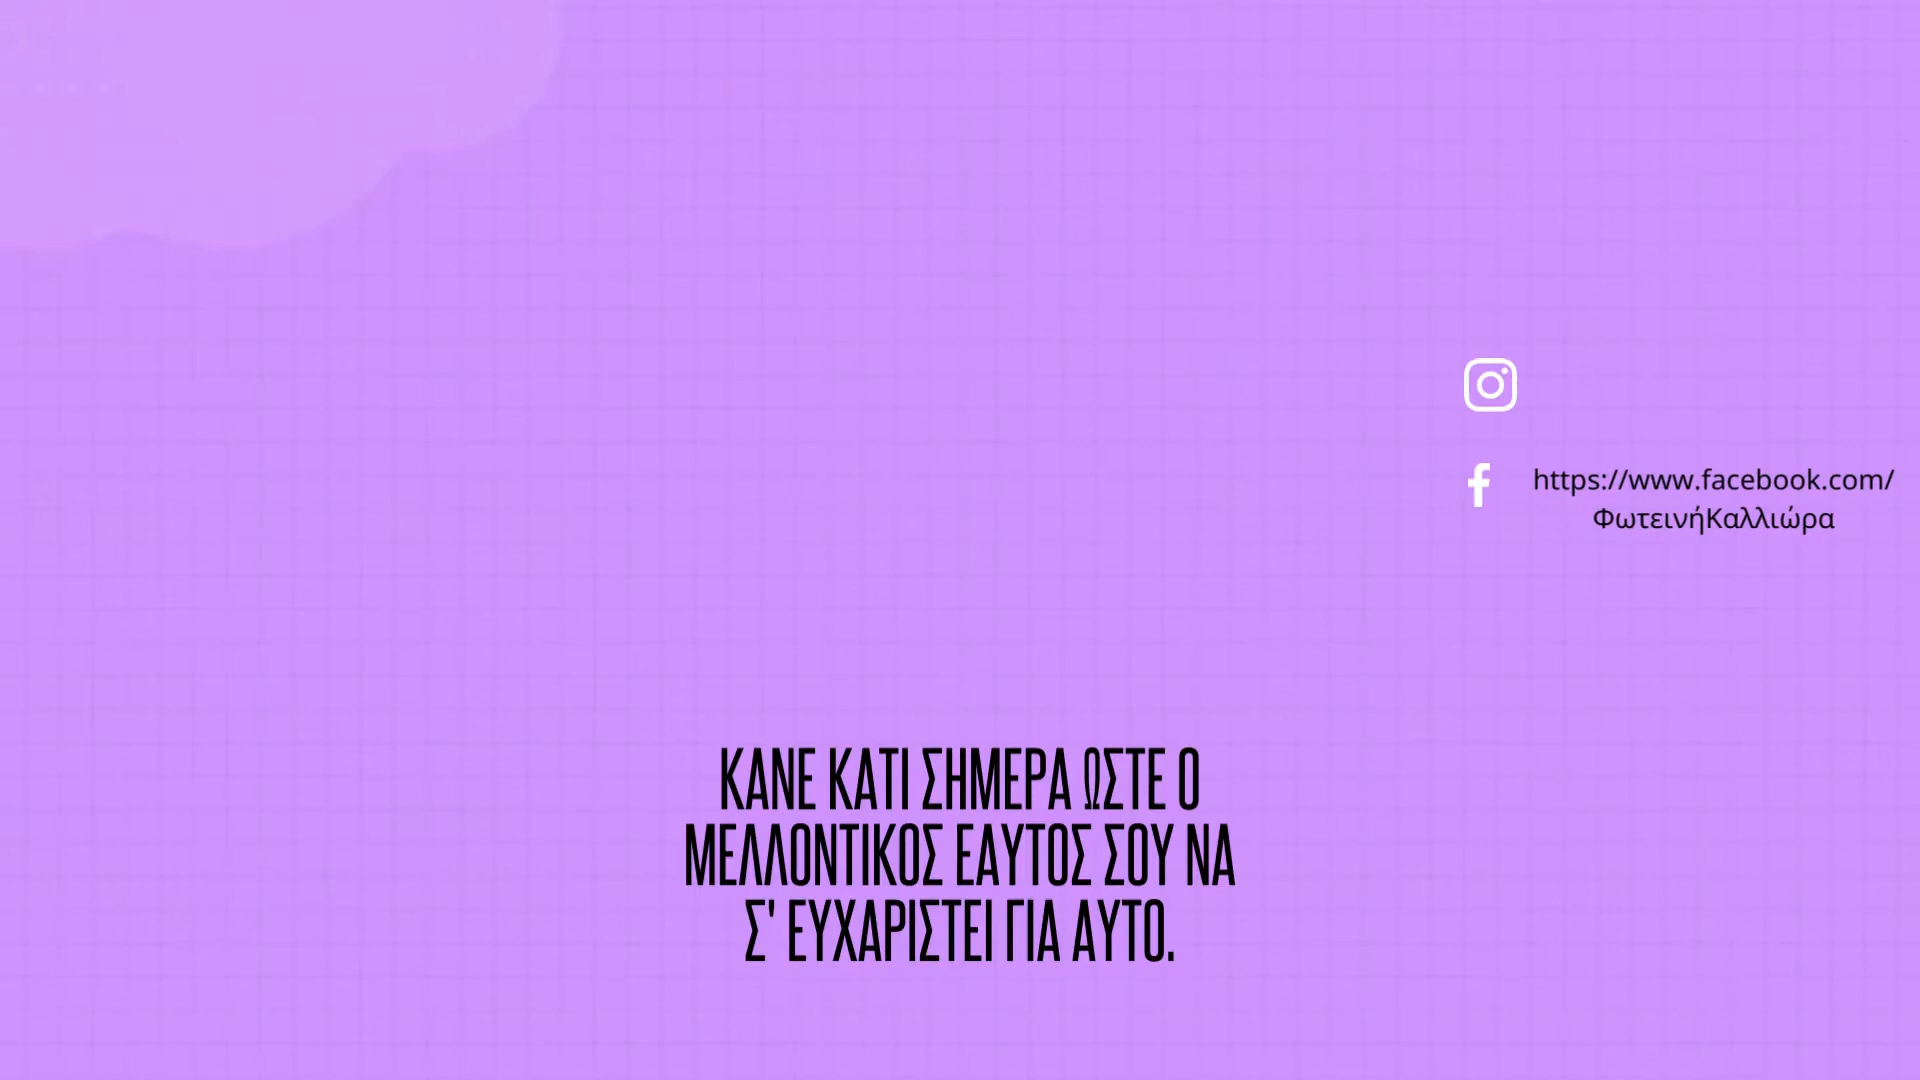 https://www.facebook.com/
ΦωτεινήΚαλλιώρα
ΚΑΝΕ ΚΑΤΙ ΣΗΜΕΡΑ ΩΣΤΕ Ο
ΜΕΛΛΟΝΤΙΚΟΣ ΕΑΥΤΟΣ ΣΟΥ ΝΑ
Σ' ΕΥΧΑΡΙΣΤΕΙ ΓΙΑ ΑΥΤΟ.